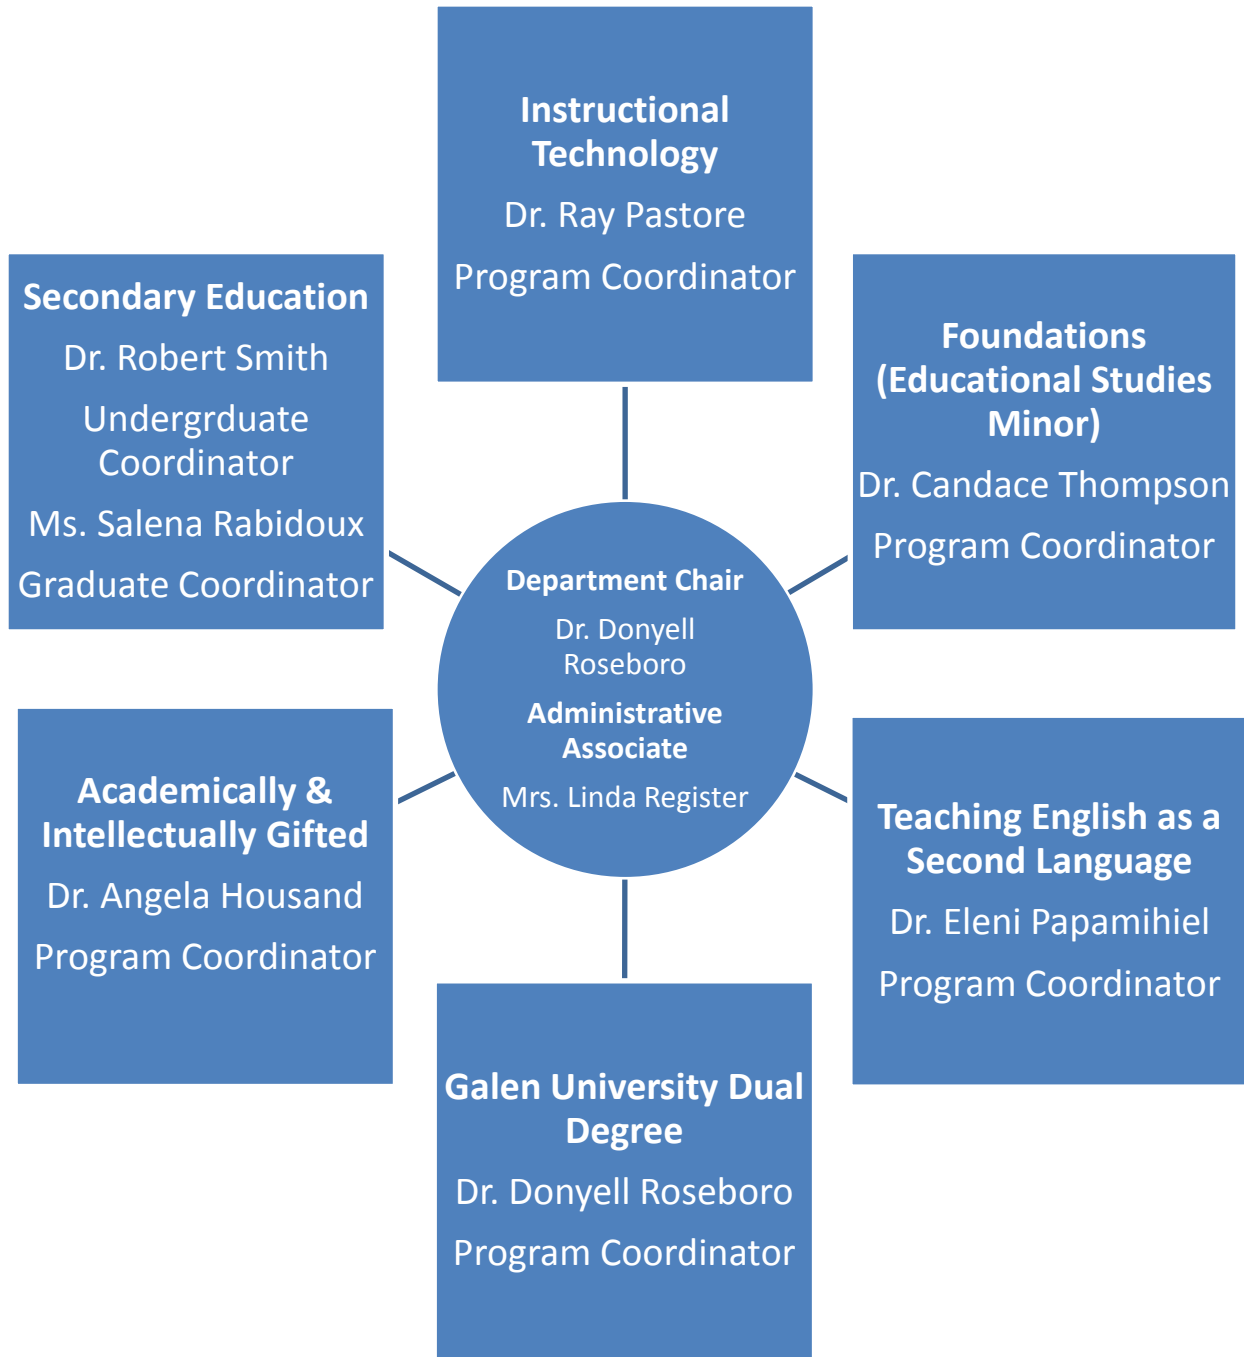 Instructional
Technology
Dr. Ray Pastore
Program Coordinator
Secondary Education
Dr. Robert Smith
Undergrduate
Coordinator
Ms. Salena Rabidoux
Graduate Coordinator
Foundations
(Educational Studies
Minor)
Dr. Candace Thompson
Program Coordinator
Department Chair
Dr. Donyell
Roseboro
Administrative
Associate
Mrs. Linda Register
Academically &
Intellectually Gifted
Dr. Angela Housand
Program Coordinator
Teaching English as a
Second Language
Dr. Eleni Papamihiel
Program Coordinator
Galen University Dual
Degree
Dr. Donyell Roseboro
Program Coordinator